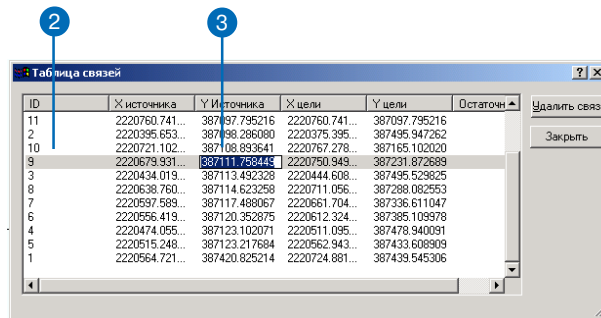 2 3
Таблица связей
ID X источника Y Источника X цели Y цели Остаточн
11 2220760.741... 387097.795216 2220760.741... 387097.795216
2 2220395.653... 387098.286080 2220375.395... 387495.947262
10 2220721.102... 387108.893641 2220767.278... 387165.102020
9 2220679.931... 387111.758449 2220750.949... 387231.872689
3 2220434.019... 387113.492328 2220444.608... 387495.529825
8 2220638.760... 387114.623258 2220711.056... 387288.082553
7 2220597.589... 387117.488067 2220661.704... 387336.611047
6 2220556.419... 387120.352875 2220612.324... 387385.109978
4 2220474.055... 387123.102071 2220511.095... 387478.940091
5 2220515.248... 387123.217684 2220562.943... 387433.608909
1 2220564.721... 387420.825214 2220724.881... 387439.545306
Удалить связ
Закрыть